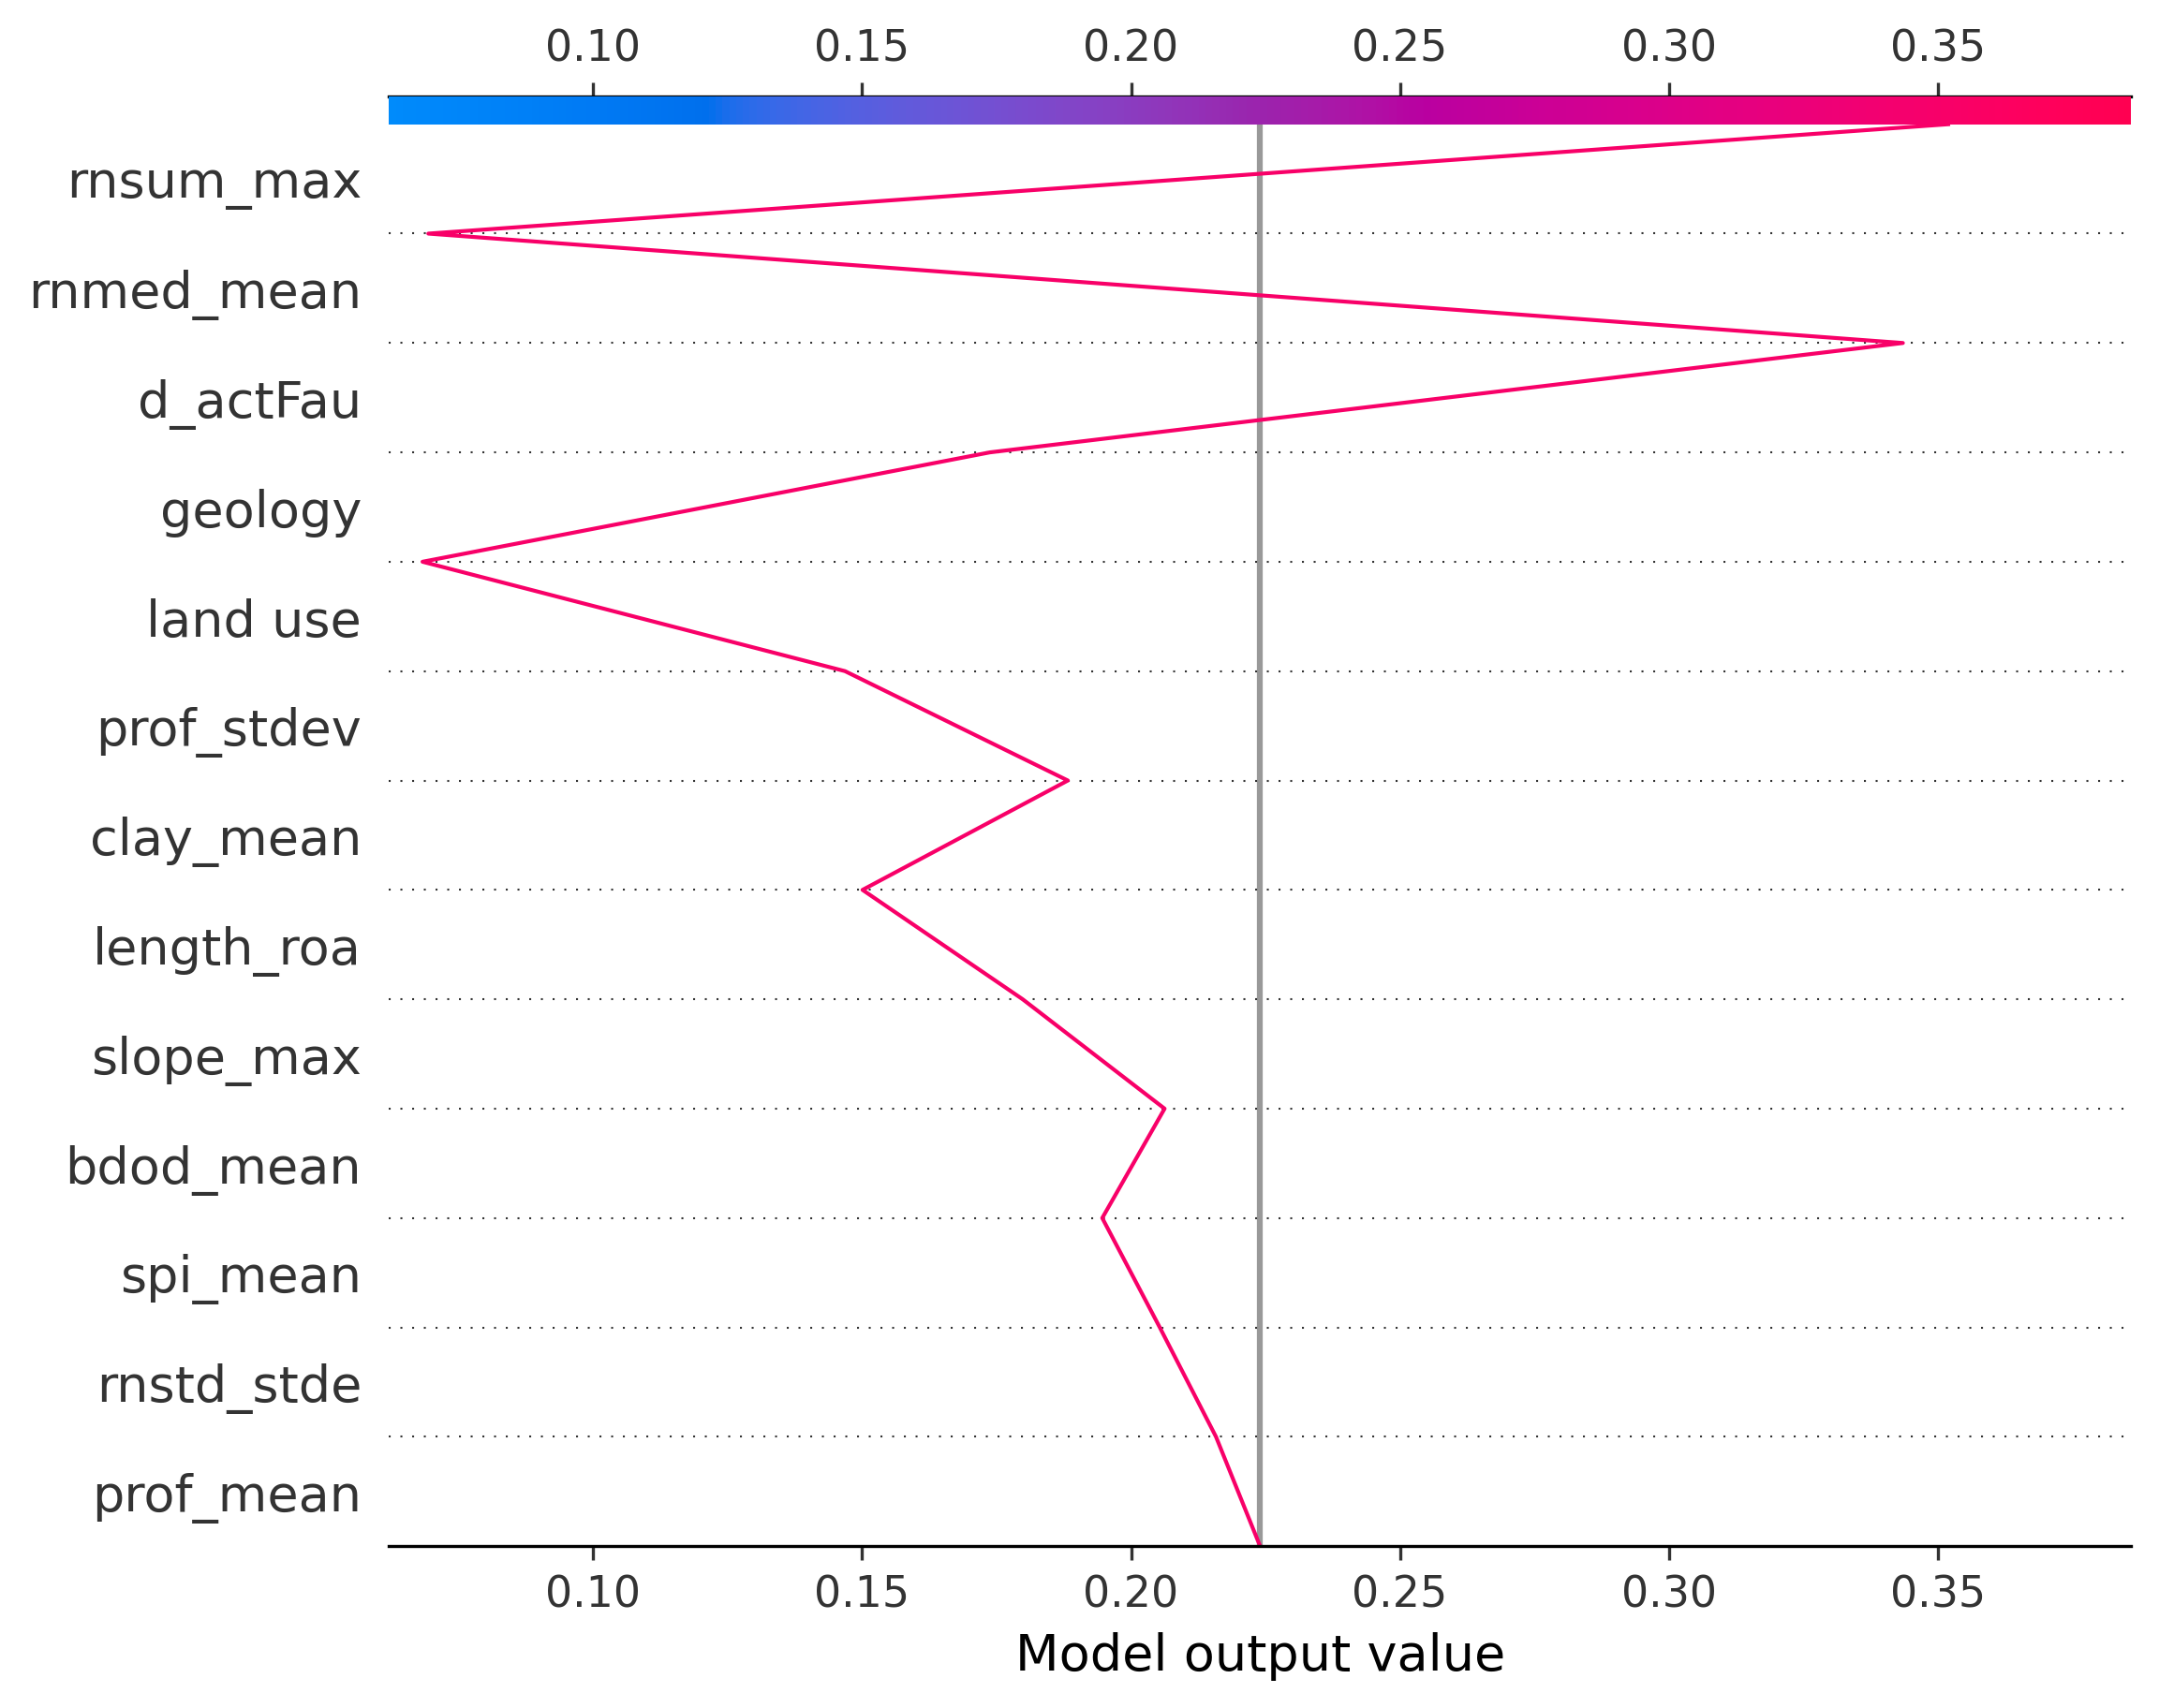 0.10 0.15 0.20 0.25 0.30 0.35
rnsum_max
rnmed_mean
d_actFau
geology
land use
prof_stdev
clay_mean
length_roa
slope_max
bdod_mean
spi_mean
rnstd_stde
prof_mean
0.10 0.15 0.20 0.25 0.30 0.35
Model output value